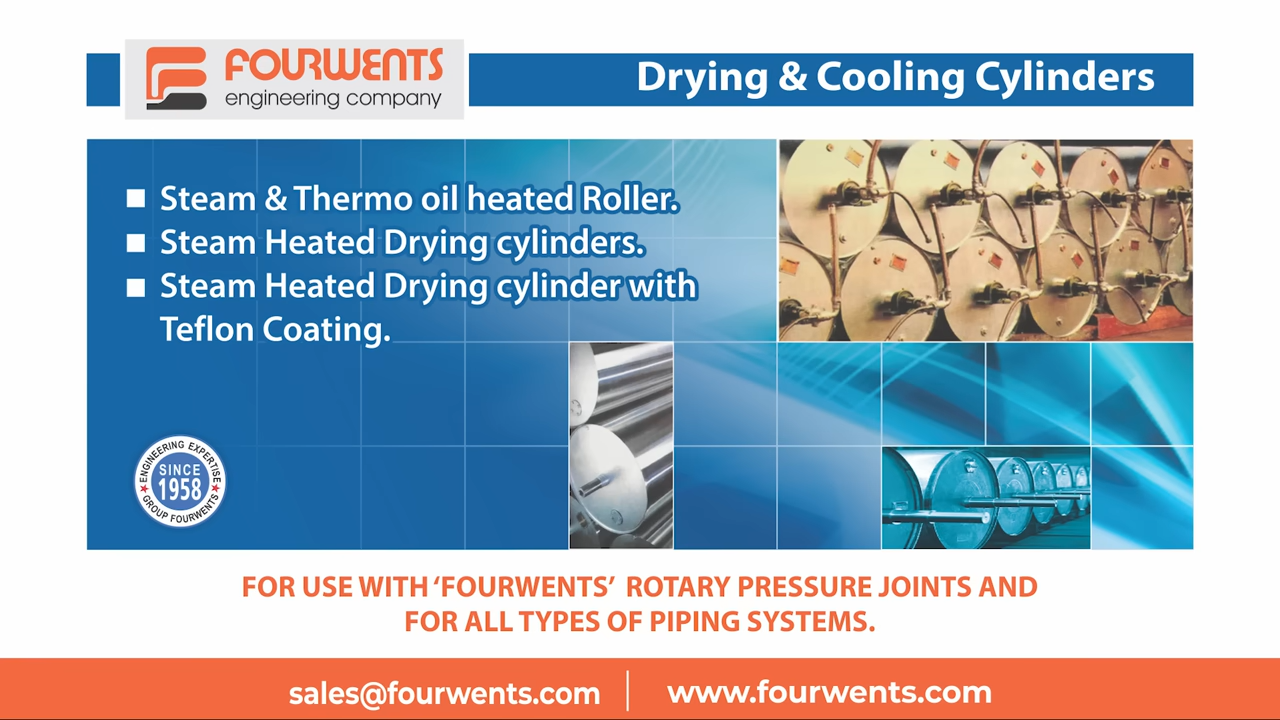 FOURWENTS
engineering company
Drying & Cooling Cylinders
Steam & Thermo oil heated Roller.
Steam Heated Drying cylinders.
Steam Heated Drying cylinder with
Teflon Coating.
ENGINEERING EXPERTISE
SINCE
1958
GROUP FOURWENTS
FOR USE WITH ‘FOURWENTS’ ROTARY PRESSURE JOINTS AND
FOR ALL TYPES OF PIPING SYSTEMS.
sales@fourwents.com
www.fourwents.com